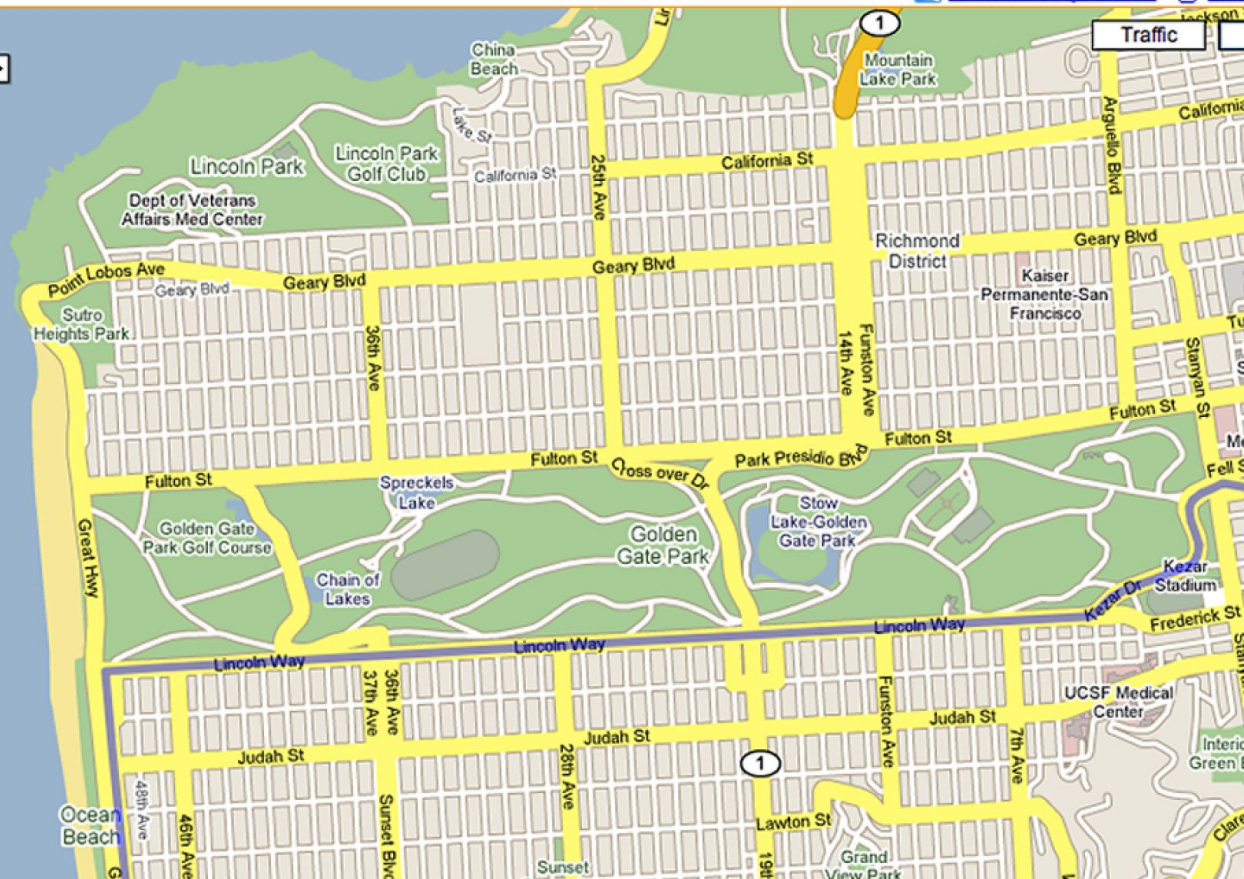 1
Traffic
Jackson
China
Beach
Mountain
Lake Park
Lake St
Arguello Blvd
California
Lincoln Park
Lincoln Park
Golf Club
California St
California St
25th Ave
Dept of Veterans
Affairs Med Center
Richmond
District
Geary Blvd
Point Lobos Ave
Geary Blvd
Geary Blvd
Geary Blvd
Kaiser
Permanente-San
Francisco
Sutro
Heights Park
36th Ave
14th Ave
Funston Ave
Stanyan St
Fulton St
Fulton St
Fulton St
Fulton St
Cross over Dr
Park Presidio Blvd
Fell S
Spreckels
Lake
Stow
Lake-Golden
Gate Park
Golden Gate
Park Golf Course
Golden
Gate Park
Great Hwy
Chain of
Lakes
Kezar
Stadium
Kezar Dr
Frederick St
Lincoln Way
Lincoln Way
Lincoln Way
37th Ave
36th Ave
UCSF Medical
Center
Funston Ave
Judah St
Judah St
Judah St
7th Ave
28th Ave
1
48th Ave
46th Ave
Sunset Blvd
Ocean
Beach
Lawton St
19th
Grand
View Park
Sunset
Clare